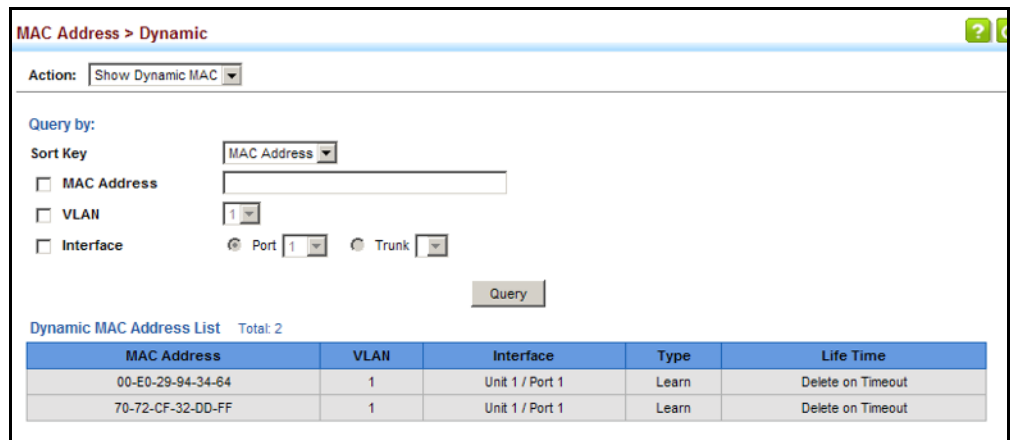 MAC Address > Dynamic
?
Action: Show Dynamic MAC
Query by:
Sort Key MAC Address
MAC Address
VLAN 1
Interface Port 1 Trunk
Query
Dynamic MAC Address List Total: 2
MAC Address VLAN Interface Type Life Time
00-E0-29-94-34-64 1 Unit 1 / Port 1 Learn Delete on Timeout
70-72-CF-32-DD-FF 1 Unit 1 / Port 1 Learn Delete on Timeout